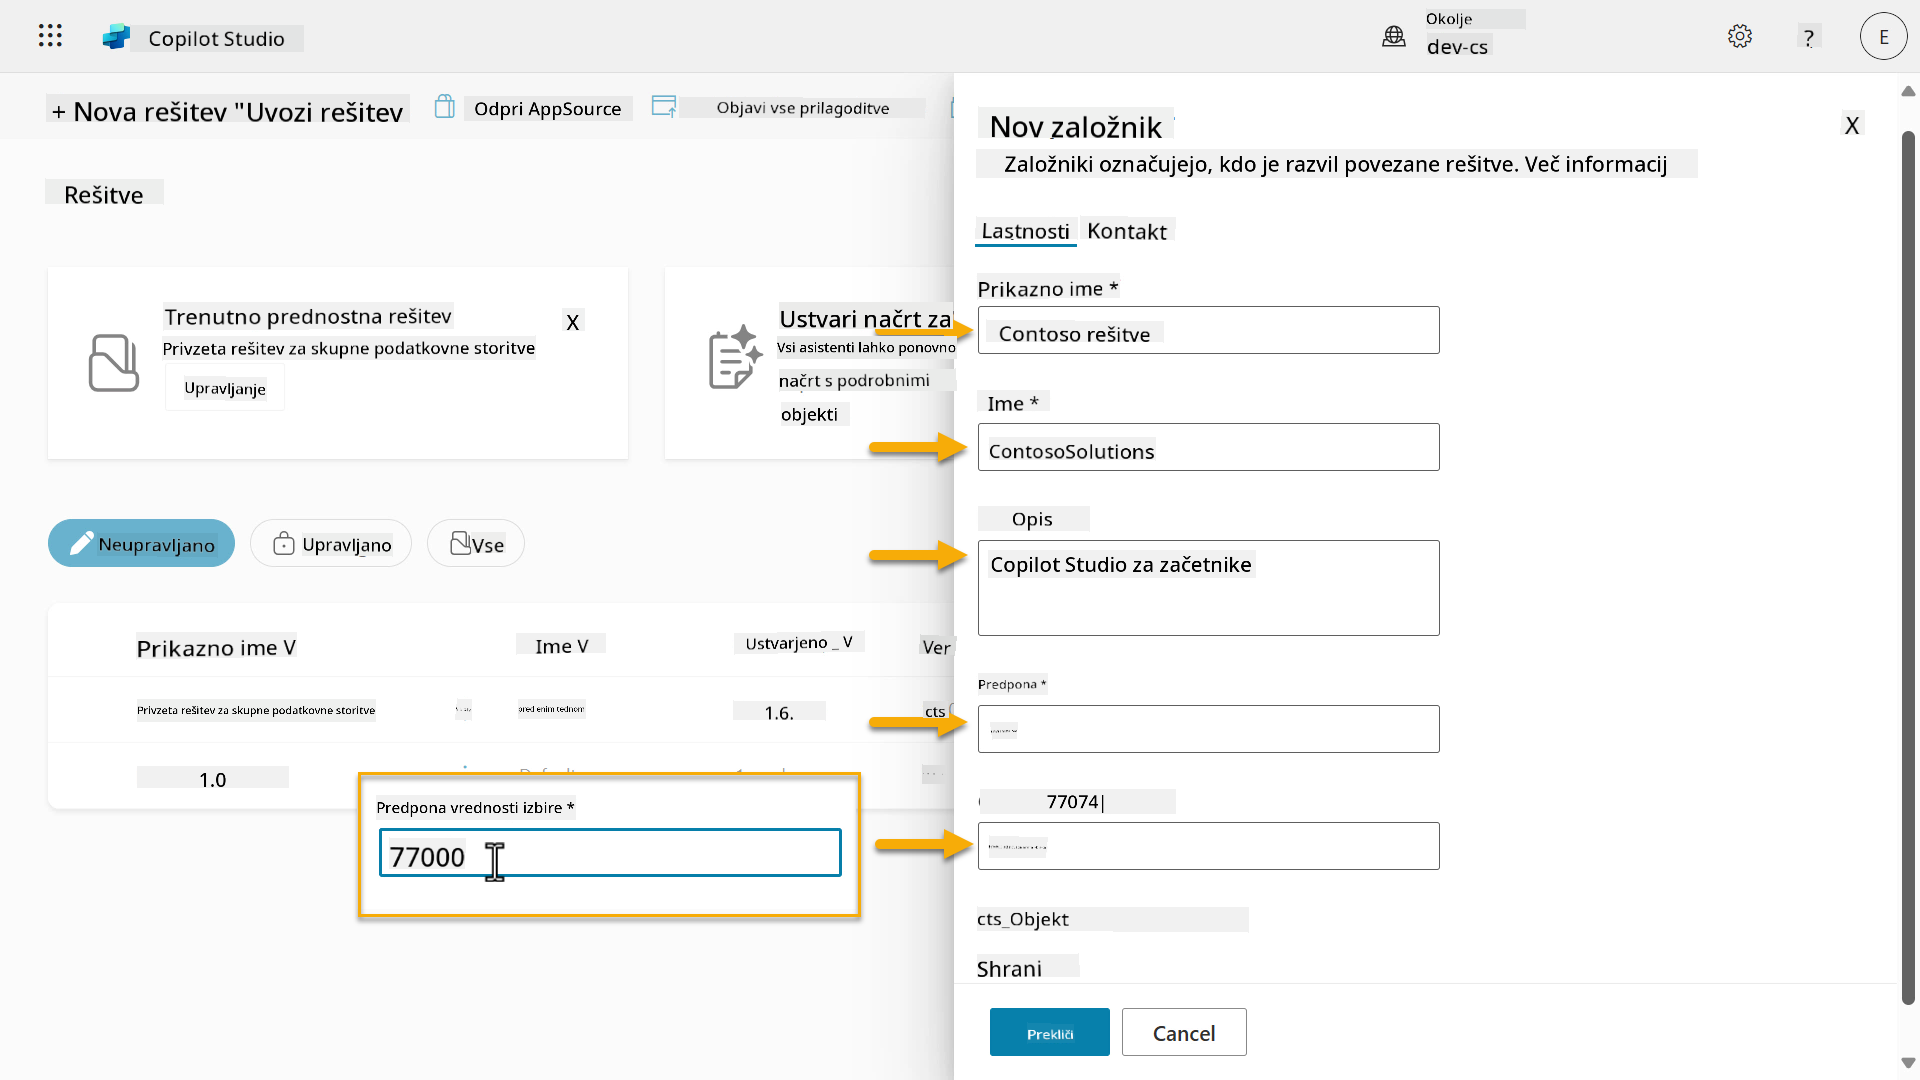 Copilot Studio
Okolje
dev-cs
?
E
+ Nova rešitev "Uvozi rešitev
Odpri AppSource
Objavi vse prilagoditve
Rešitve
Trenutno prednostna rešitev
X
Privzeta rešitev za skupne podatkovne storitve
Upravljanje
Ustvari načrt za
Vsi asistenti lahko ponovno
načrt s podrobnimi
objekti
Neupravljano
Upravljano
Vse
Prikazno ime V
Ime V
Ustvarjeno _ V
Ver
Privzeta rešitev za skupne podatkovne storitve
pred enim tednom
1.6.
cts
1.0
Predpona vrednosti izbire *
77000
Nov založnik
X
Založniki označujejo, kdo je razvil povezane rešitve. Več informacij
Lastnosti
Kontakt
Prikazno ime *
Contoso rešitve
Ime *
ContosoSolutions
Opis
Copilot Studio za začetnike
Predpona *
77074|
cts_Objekt
Shrani
Prekliči
Cancel